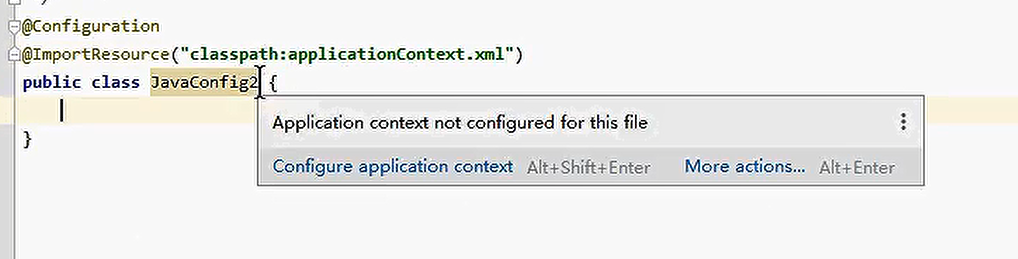 @Configuration
@ImportResource("classpath:applicationContext.xml")
public class JavaConfig2 {
}
Application context not configured for this file
Configure application context Alt+Shift+Enter More actions... Alt+Enter